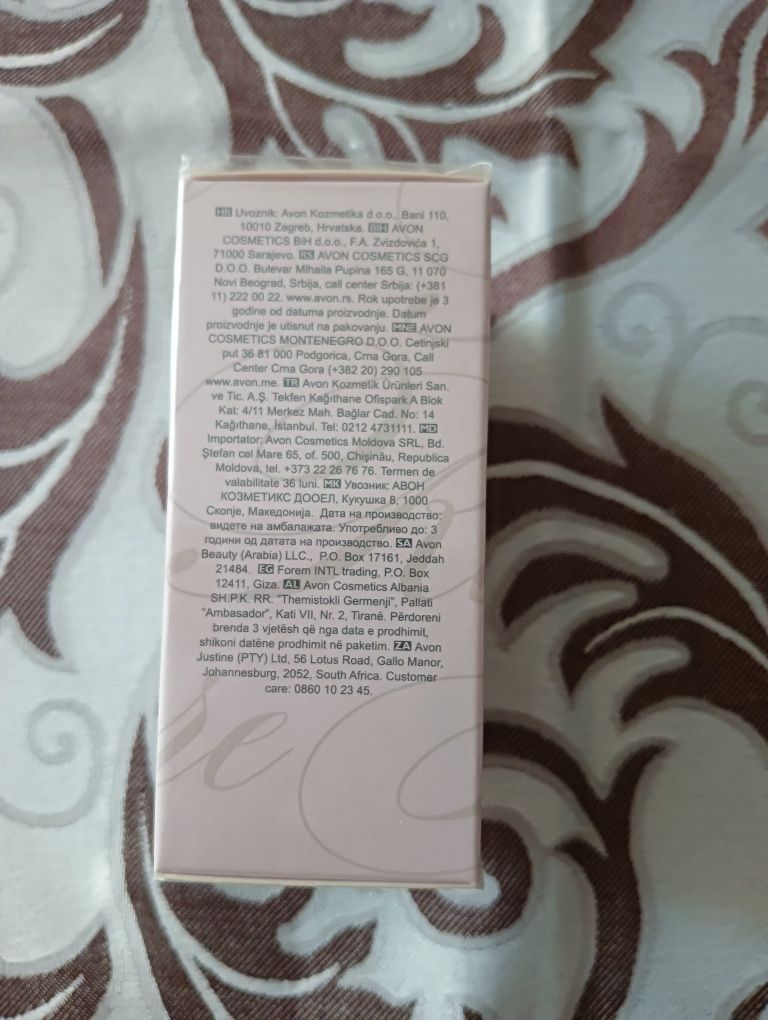 HR Uvoznik: Avon Kozmetika d.o.o., Bani 110,
10010 Zagreb, Hrvatska. BIH AVON
COSMETICS BiH d.o.o., F.A. Zvizdovića 1,
71000 Sarajevo. RS AVON COSMETICS SCG
D.O.O. Bulevar Mihaila Pupina 165 G, 11 070
Novi Beograd, Srbija, call center Srbija: (+381
11) 222 00 22. www.avon.rs. Rok upotrebe je 3
godine od datuma proizvodnje. Datum
proizvodnje je utisnut na pakovanju. MNE AVON
COSMETICS MONTENEGRO D.O.O. Cetinjski
put 36 81 000 Podgorica, Crna Gora, Call
Center Crna Gora (+382 20) 290 105
www.avon.me. TR Avon Kozmetik Ürünleri San.
ve Tic. A.Ş. Tekfen Kağıthane Ofispark A Blok
Kat: 4/11 Merkez Mah. Bağlar Cad. No: 14
Kağıthane, İstanbul. Tel: 0212 4731111. MD
Importator: Avon Cosmetics Moldova SRL, Bd.
Ştefan cel Mare 65, of. 500, Chişinău, Republica
Moldova, tel. +373 22 26 76 76. Termen de
valabilitate 36 luni. MK Увозник: АВОН
КОЗМЕТИКС ДООЕЛ, Кукушка 8, 1000
Скопје, Македонија. Дата на производство:
видете на амбалажата. Употребливо до: 3
години од датата на производство. SA Avon
Beauty (Arabia) LLC., P.O. Box 17161, Jeddah
21484. EG Forem INTL trading, P.O. Box
12411, Giza. AL Avon Cosmetics Albania
SH.P.K. RR. “Themistokli Germenji”, Pallati
“Ambasador”, Kati VII, Nr. 2, Tiranë. Përdoreni
brenda 3 vjetësh që nga data e prodhimit,
shikoni datëne prodhimit në paketim. ZA Avon
Justine (PTY) Ltd, 56 Lotus Road, Gallo Manor,
Johannesburg, 2052, South Africa. Customer
care: 0860 10 23 45.